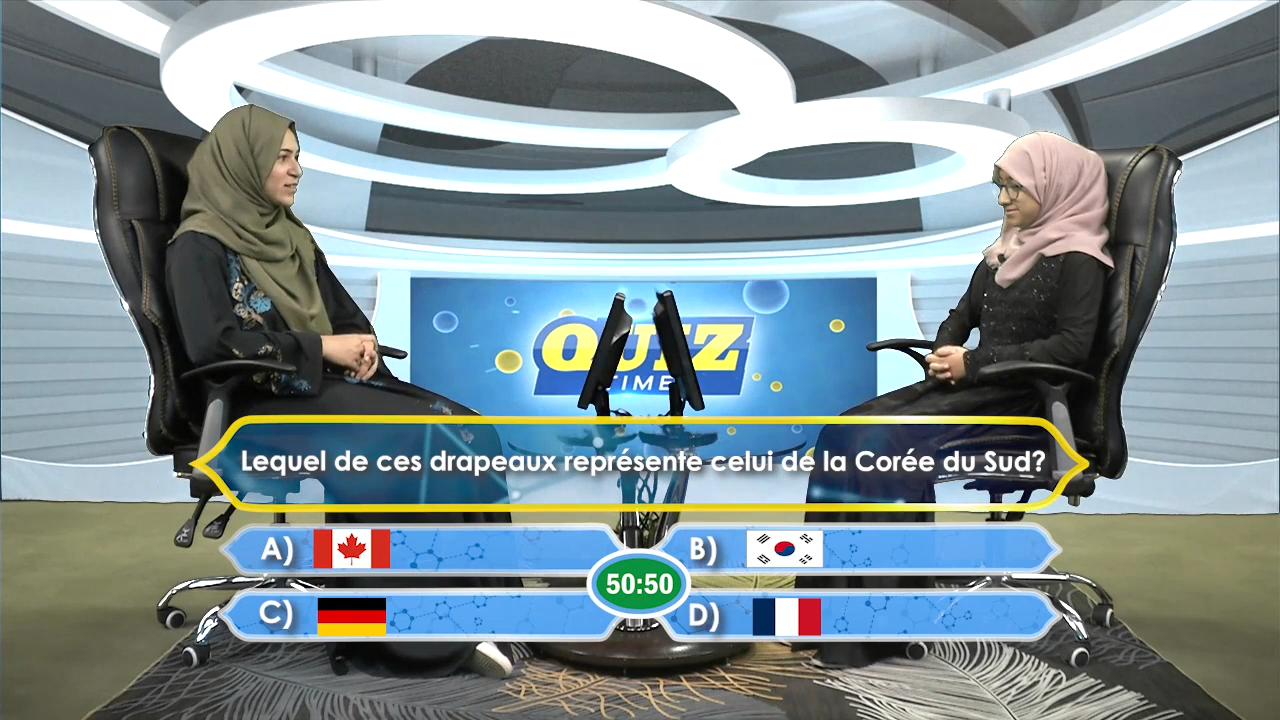 QUIZ
TIME
Lequel de ces drapeaux représente celui de la Corée du Sud?
A)
B)
50:50
C)
D)